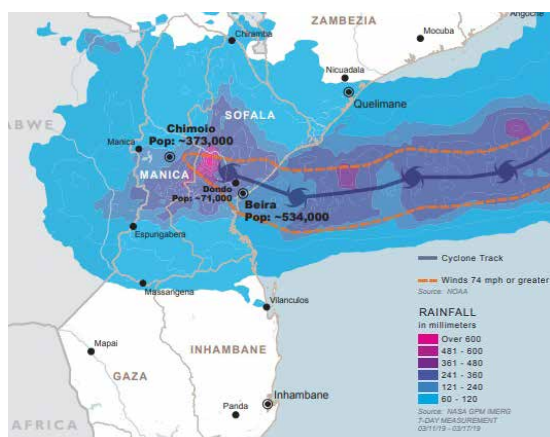 ZAMBEZIA
Angoche
Chiramba
Mocuba
Nicuadala
Quelimane
SOFALA
ABWE
Chimoio
Pop: ~373,000
Manica
MANICA
Dondo
Pop: ~71,000
Beira
Pop: ~534,000
Espungabera
Massangena
Vilanculos
Mapai
INHAMBANE
GAZA
Panda
Inhambane
AFRICA
Cyclone Track
Winds 74 mph or greater
Source: NOAA
RAINFALL
in millimeters
Over 600
481 - 600
361 - 480
241 - 360
121 - 240
60 - 120
Source: NASA GPM IMERG
7-DAY MEASUREMENT
03/11/19 - 03/17/19